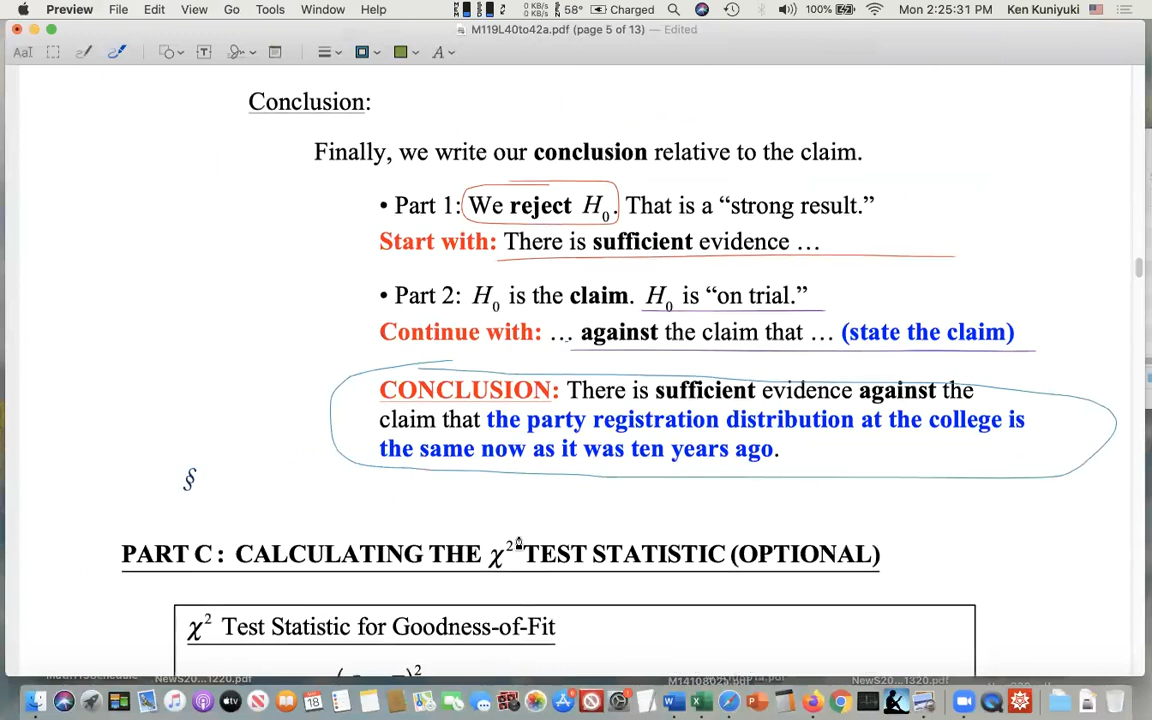 Preview File Edit View Go Tools Window Help 0 KB/s 0 KB/s 58° Charged 100% Mon 2:25:31 PM Ken Kuniyuki
M119L40to42a.pdf (page 5 of 13) — Edited
Conclusion:
Finally, we write our conclusion relative to the claim.
• Part 1: We reject H0. That is a “strong result.”
Start with: There is sufficient evidence …
• Part 2: H0 is the claim. H0 is “on trial.”
Continue with: … against the claim that … (state the claim)
CONCLUSION: There is sufficient evidence against the
claim that the party registration distribution at the college is
the same now as it was ten years ago.
§
PART C : CALCULATING THE χ² TEST STATISTIC (OPTIONAL)
χ² Test Statistic for Goodness-of-Fit